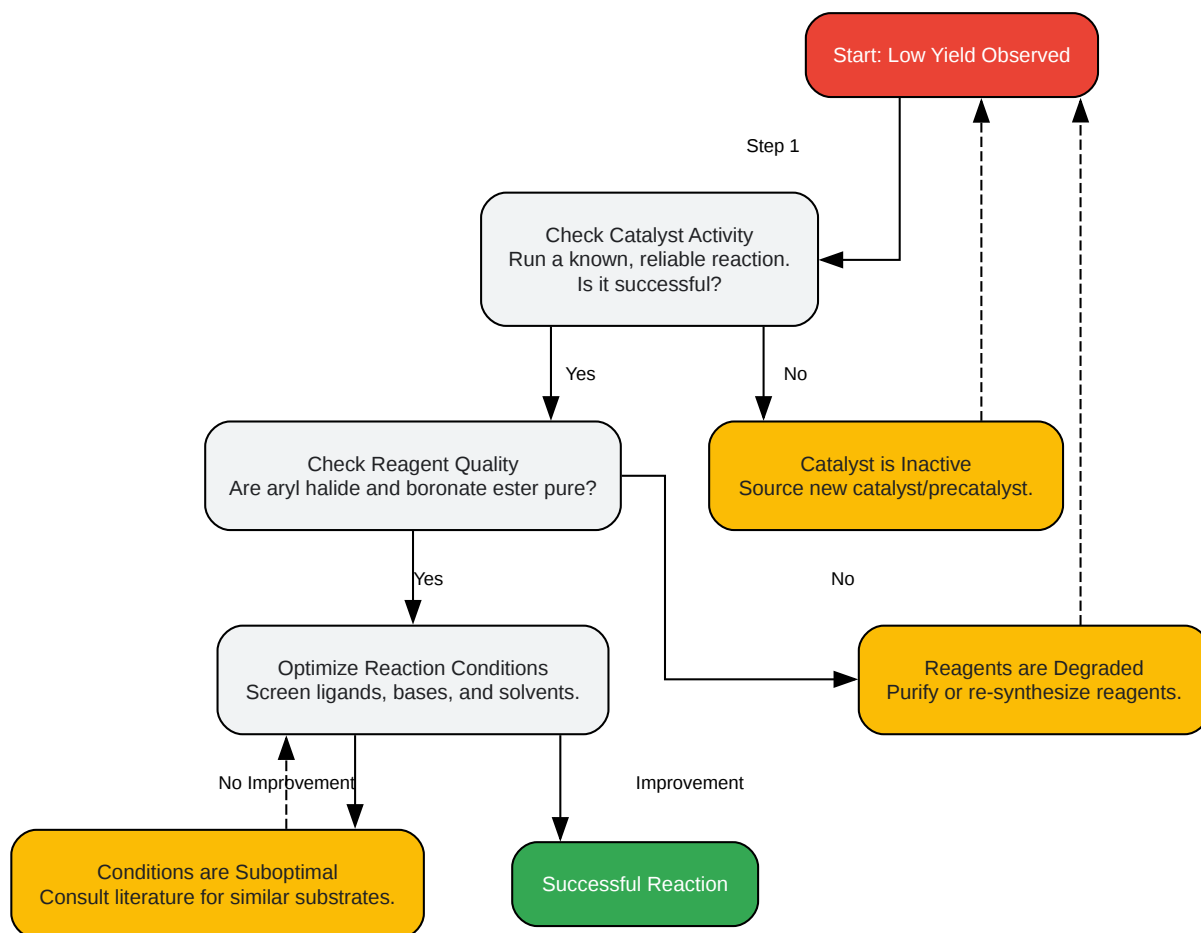 Start: Low Yield Observed
Step 1
Check Catalyst Activity
Run a known, reliable reaction.
Is it successful?
Yes
No
Check Reagent Quality
Are aryl halide and boronate ester pure?
Catalyst is Inactive
Source new catalyst/precatalyst.
Yes
No
Optimize Reaction Conditions
Screen ligands, bases, and solvents.
Reagents are Degraded
Purify or re-synthesize reagents.
No Improvement
Improvement
Conditions are Suboptimal
Consult literature for similar substrates.
Successful Reaction